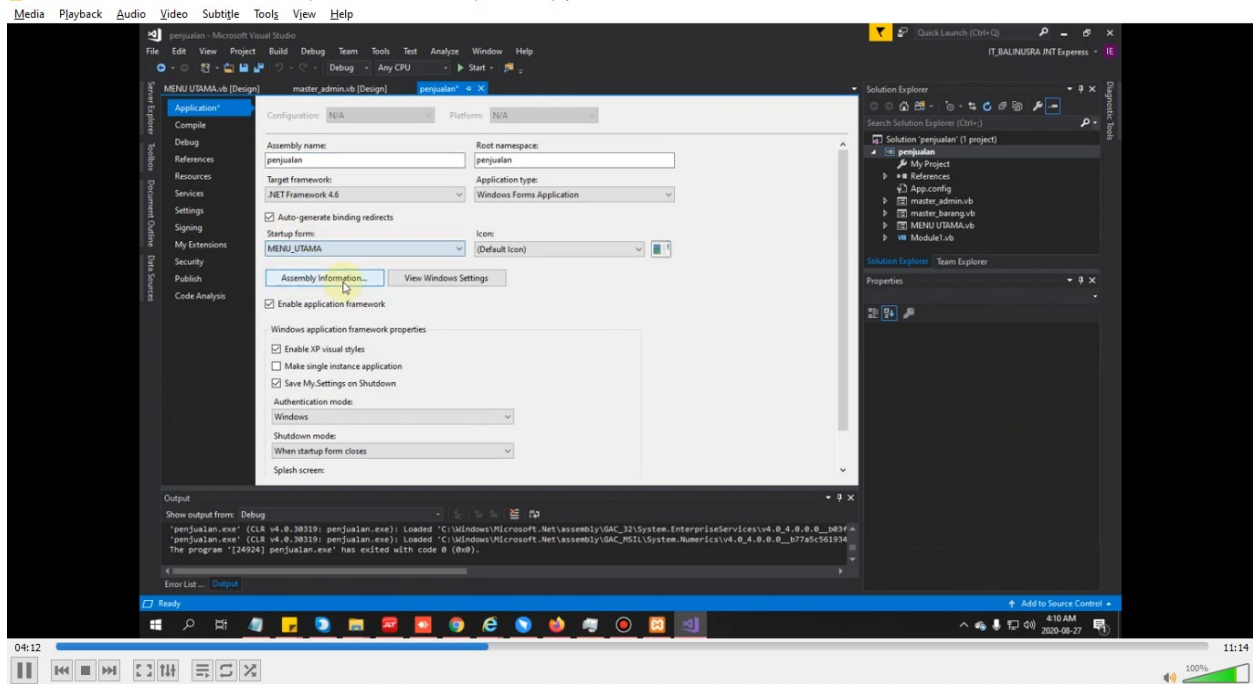 Media Playback Audio Video Subtitle Tools View Help
penjualan - Microsoft Visual Studio
Quick Launch (Ctrl+Q)
File Edit View Project Build Debug Team Tools Test Analyze Window Help
IT_BALINUSRA JNT Experess
IE
Debug Any CPU Start
Server Explorer
Toolbox
Document Outline
Data Sources
MENU UTAMA.vb [Design] master_admin.vb [Design] penjualan*
Application*
Compile
Debug
References
Resources
Services
Settings
Signing
My Extensions
Security
Publish
Code Analysis
Configuration: N/A Platform: N/A
Assembly name: Root namespace:
penjualan penjualan
Target framework: Application type:
.NET Framework 4.6 Windows Forms Application
Auto-generate binding redirects
Startup form: Icon:
MENU_UTAMA (Default Icon)
Assembly Information... View Windows Settings
Enable application framework
Windows application framework properties
Enable XP visual styles
Make single instance application
Save My.Settings on Shutdown
Authentication mode:
Windows
Shutdown mode:
When startup form closes
Splash screen:
Solution Explorer
Search Solution Explorer (Ctrl+;)
Solution 'penjualan' (1 project)
penjualan
My Project
References
App.config
master_admin.vb
master_barang.vb
MENU UTAMA.vb
Module1.vb
Solution Explorer Team Explorer
Properties
Diagnostic Tools
Output
Show output from: Debug
'penjualan.exe' (CLR v4.0.30319: penjualan.exe): Loaded 'C:\Windows\Microsoft.Net\assembly\GAC_32\System.EnterpriseServices\v4.0_4.0.0.0__b03f
'penjualan.exe' (CLR v4.0.30319: penjualan.exe): Loaded 'C:\Windows\Microsoft.Net\assembly\GAC_MSIL\System.Numerics\v4.0_4.0.0.0__b77a5c561934
The program '[24924] penjualan.exe' has exited with code 0 (0x0).
Error List ... Output
Ready
Add to Source Control
4:10 AM
2020-08-27
04:12
11:14
100%